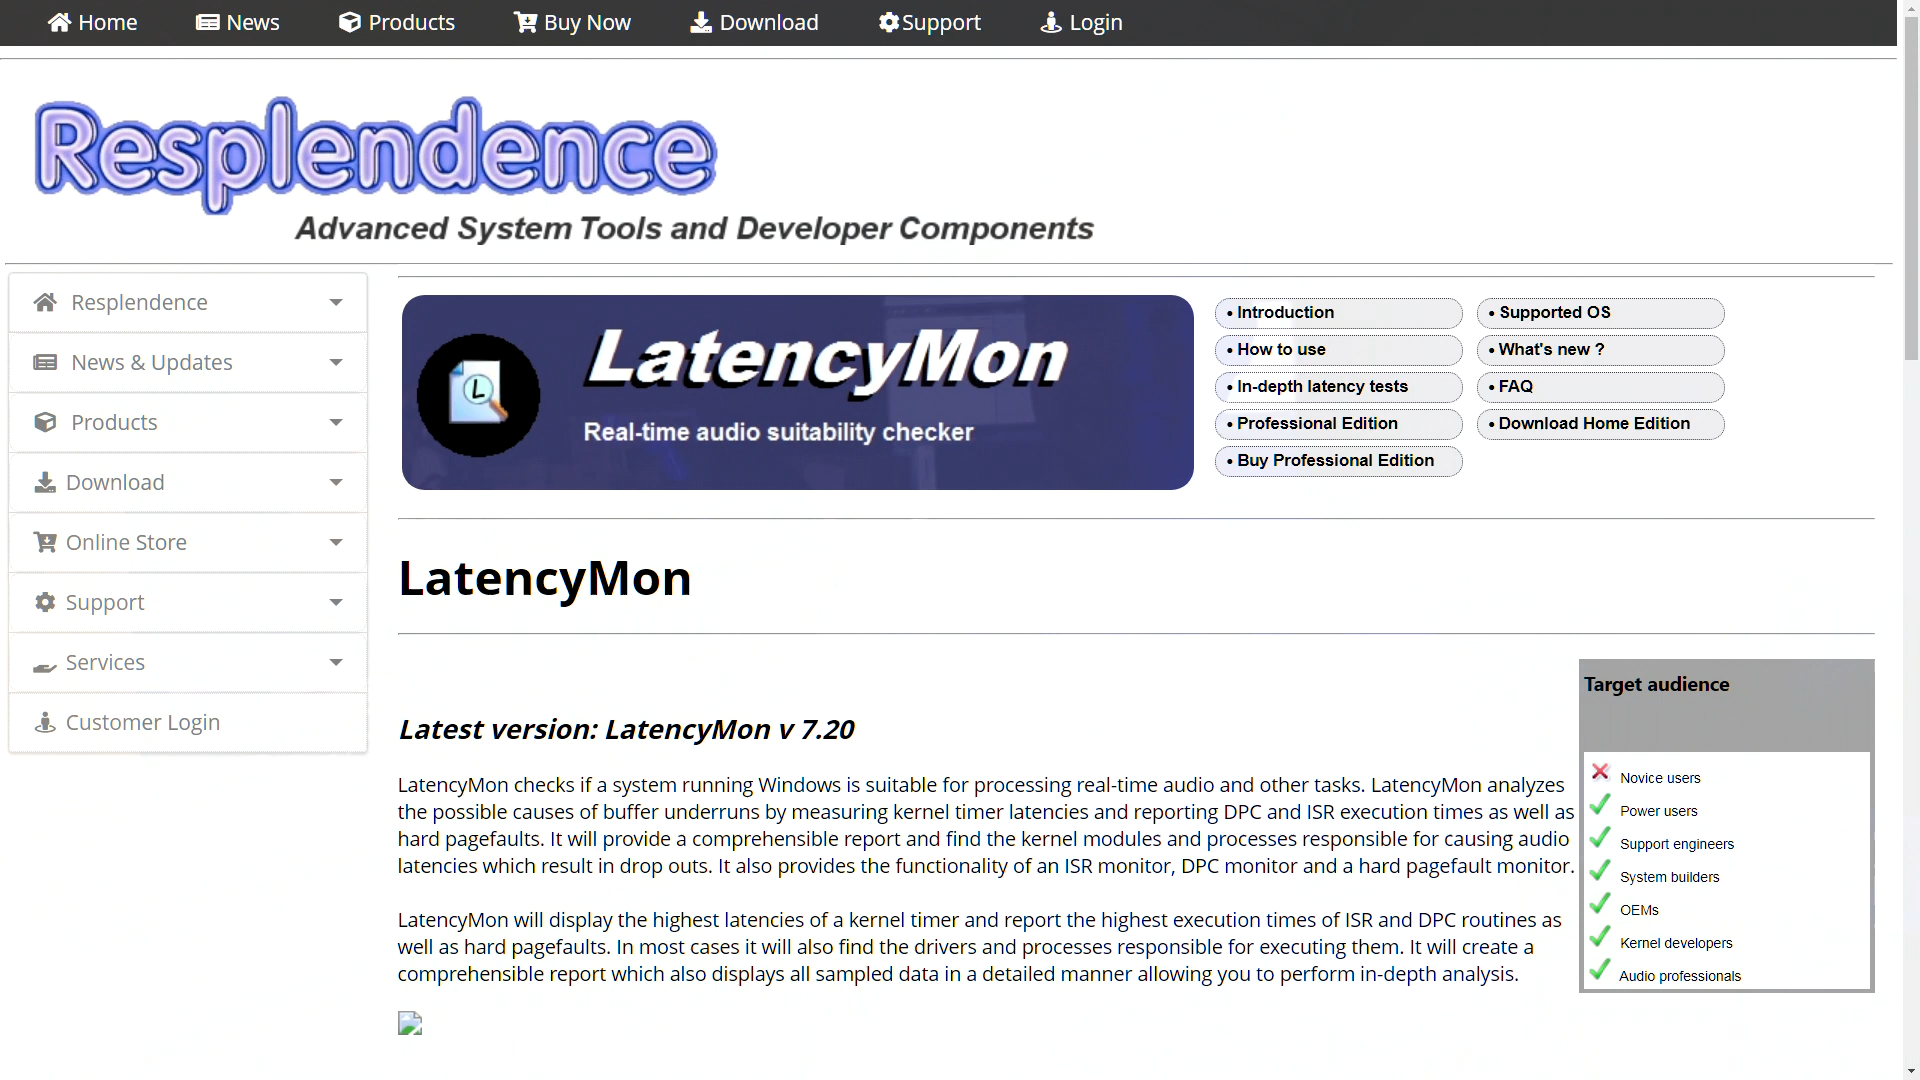 Home News Products Buy Now Download Support Login
Resplendence
Advanced System Tools and Developer Components
Resplendence
News & Updates
Products
Download
Online Store
Support
Services
Customer Login
L
LatencyMon
Real-time audio suitability checker
• Introduction
• How to use
• In-depth latency tests
• Professional Edition
• Buy Professional Edition
• Supported OS
• What's new ?
• FAQ
• Download Home Edition
LatencyMon
Latest version: LatencyMon v 7.20
LatencyMon checks if a system running Windows is suitable for processing real-time audio and other tasks. LatencyMon analyzes
the possible causes of buffer underruns by measuring kernel timer latencies and reporting DPC and ISR execution times as well as
hard pagefaults. It will provide a comprehensible report and find the kernel modules and processes responsible for causing audio
latencies which result in drop outs. It also provides the functionality of an ISR monitor, DPC monitor and a hard pagefault monitor.
LatencyMon will display the highest latencies of a kernel timer and report the highest execution times of ISR and DPC routines as
well as hard pagefaults. In most cases it will also find the drivers and processes responsible for executing them. It will create a
comprehensible report which also displays all sampled data in a detailed manner allowing you to perform in-depth analysis.
Target audience
Novice users
Power users
Support engineers
System builders
OEMs
Kernel developers
Audio professionals